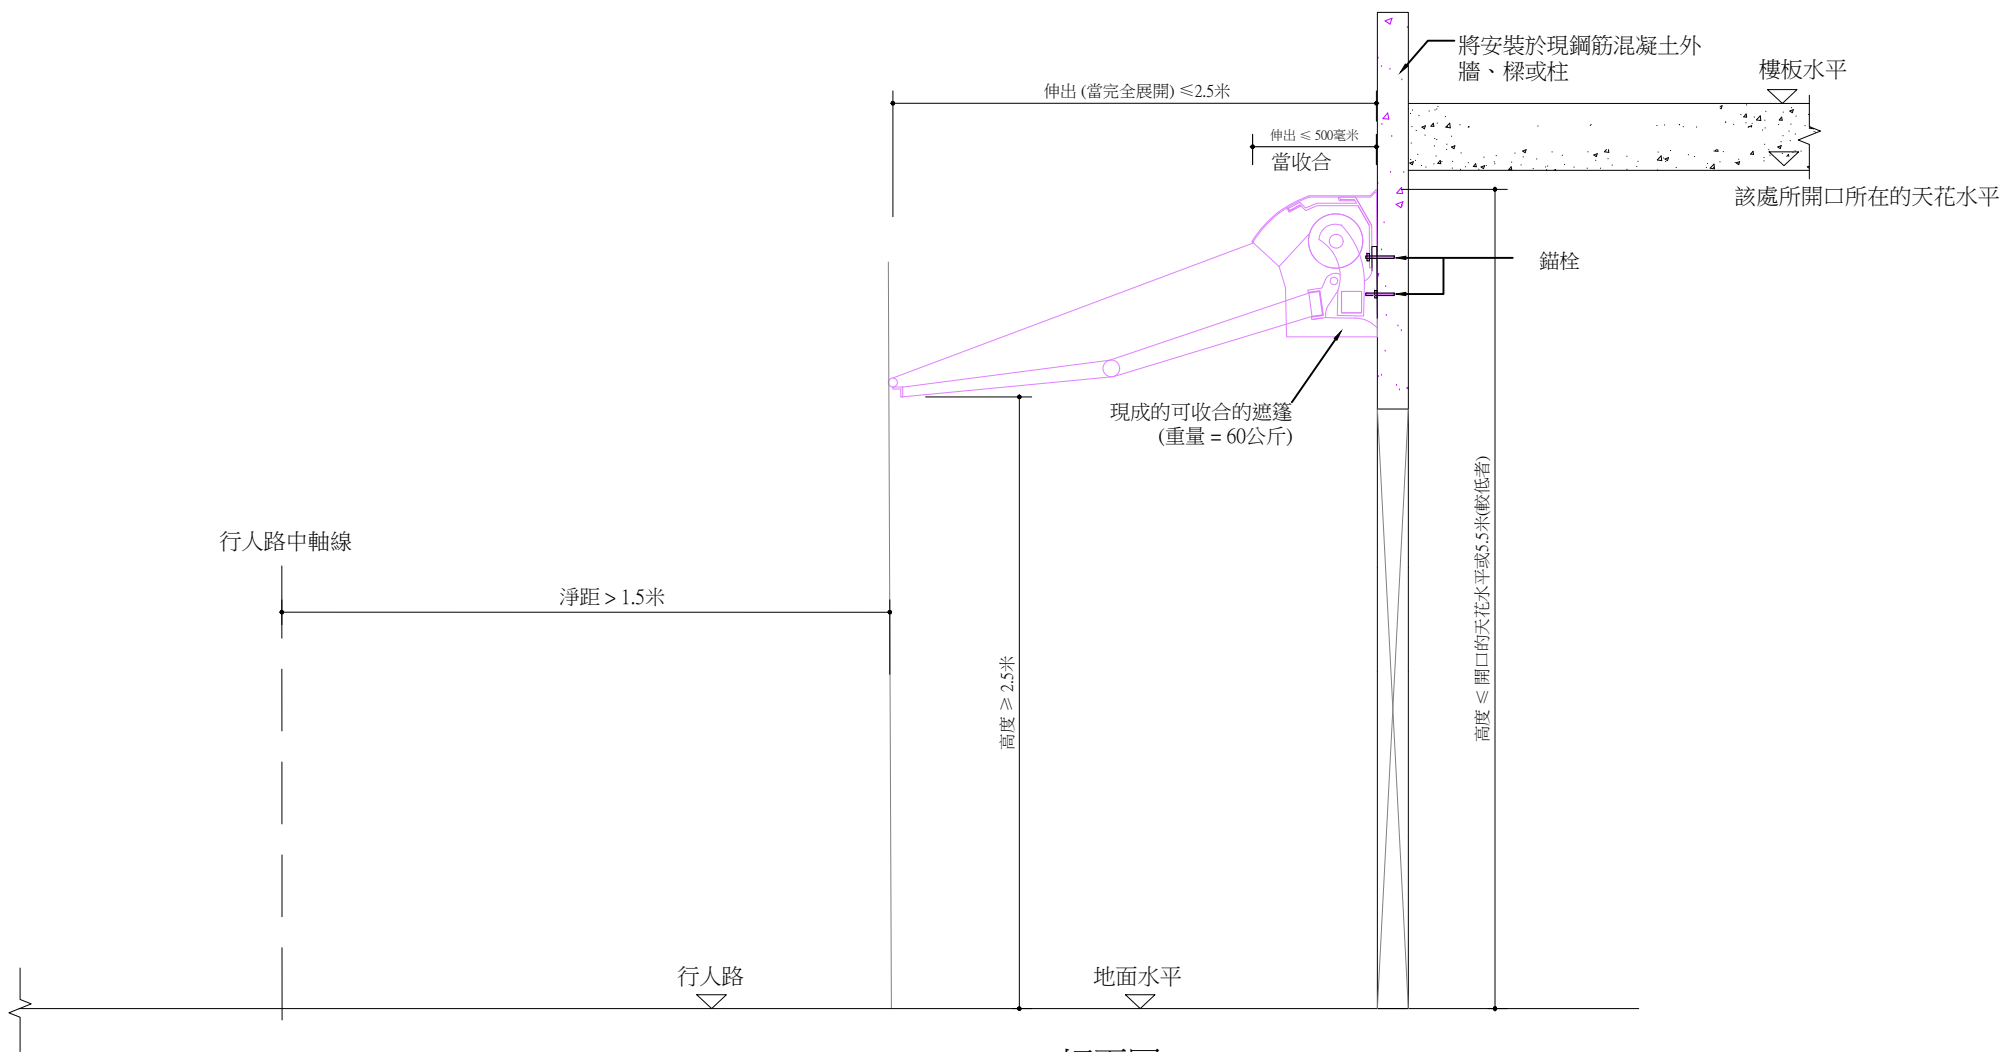 將安裝於現鋼筋混凝土外
牆、樑或柱
樓板水平
伸出 (當完全展開) ≤2.5米
伸出 ≤ 500毫米
當收合
該處所開口所在的天花水平
錨栓
現成的可收合的遮篷
(重量 = 60公斤)
行人路中軸線
淨距 > 1.5米
高度 ≥ 2.5米
高度 ≤ 開口的天花水平或5.5米(較低者)
行人路
地面水平